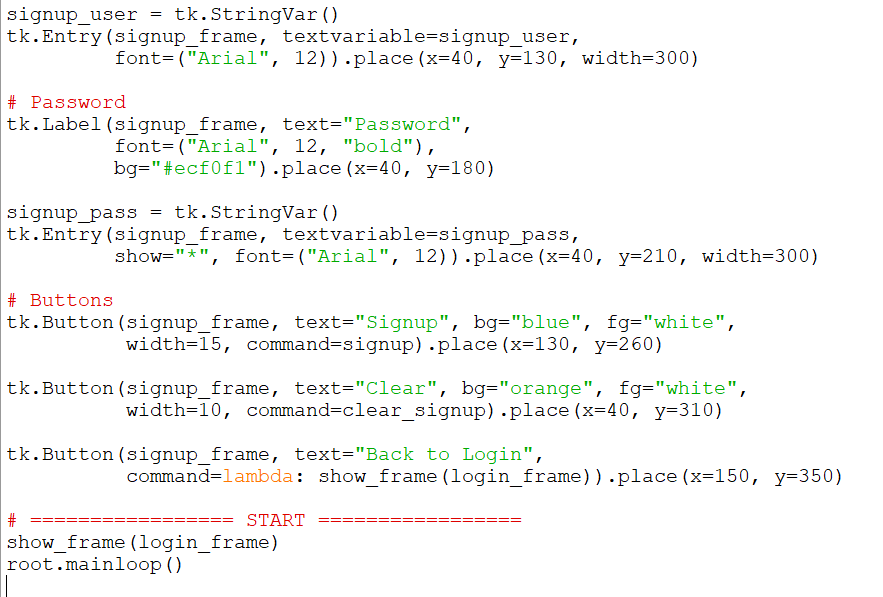 signup_user = tk.StringVar()
tk.Entry(signup_frame, textvariable=signup_user,
         font=("Arial", 12)).place(x=40, y=130, width=300)

# Password
tk.Label(signup_frame, text="Password",
         font=("Arial", 12, "bold"),
         bg="#ecf0f1").place(x=40, y=180)

signup_pass = tk.StringVar()
tk.Entry(signup_frame, textvariable=signup_pass,
         show="*", font=("Arial", 12)).place(x=40, y=210, width=300)

# Buttons
tk.Button(signup_frame, text="Signup", bg="blue", fg="white",
          width=15, command=signup).place(x=130, y=260)

tk.Button(signup_frame, text="Clear", bg="orange", fg="white",
          width=10, command=clear_signup).place(x=40, y=310)

tk.Button(signup_frame, text="Back to Login",
          command=lambda: show_frame(login_frame)).place(x=150, y=350)

# ================= START =================
show_frame(login_frame)
root.mainloop()